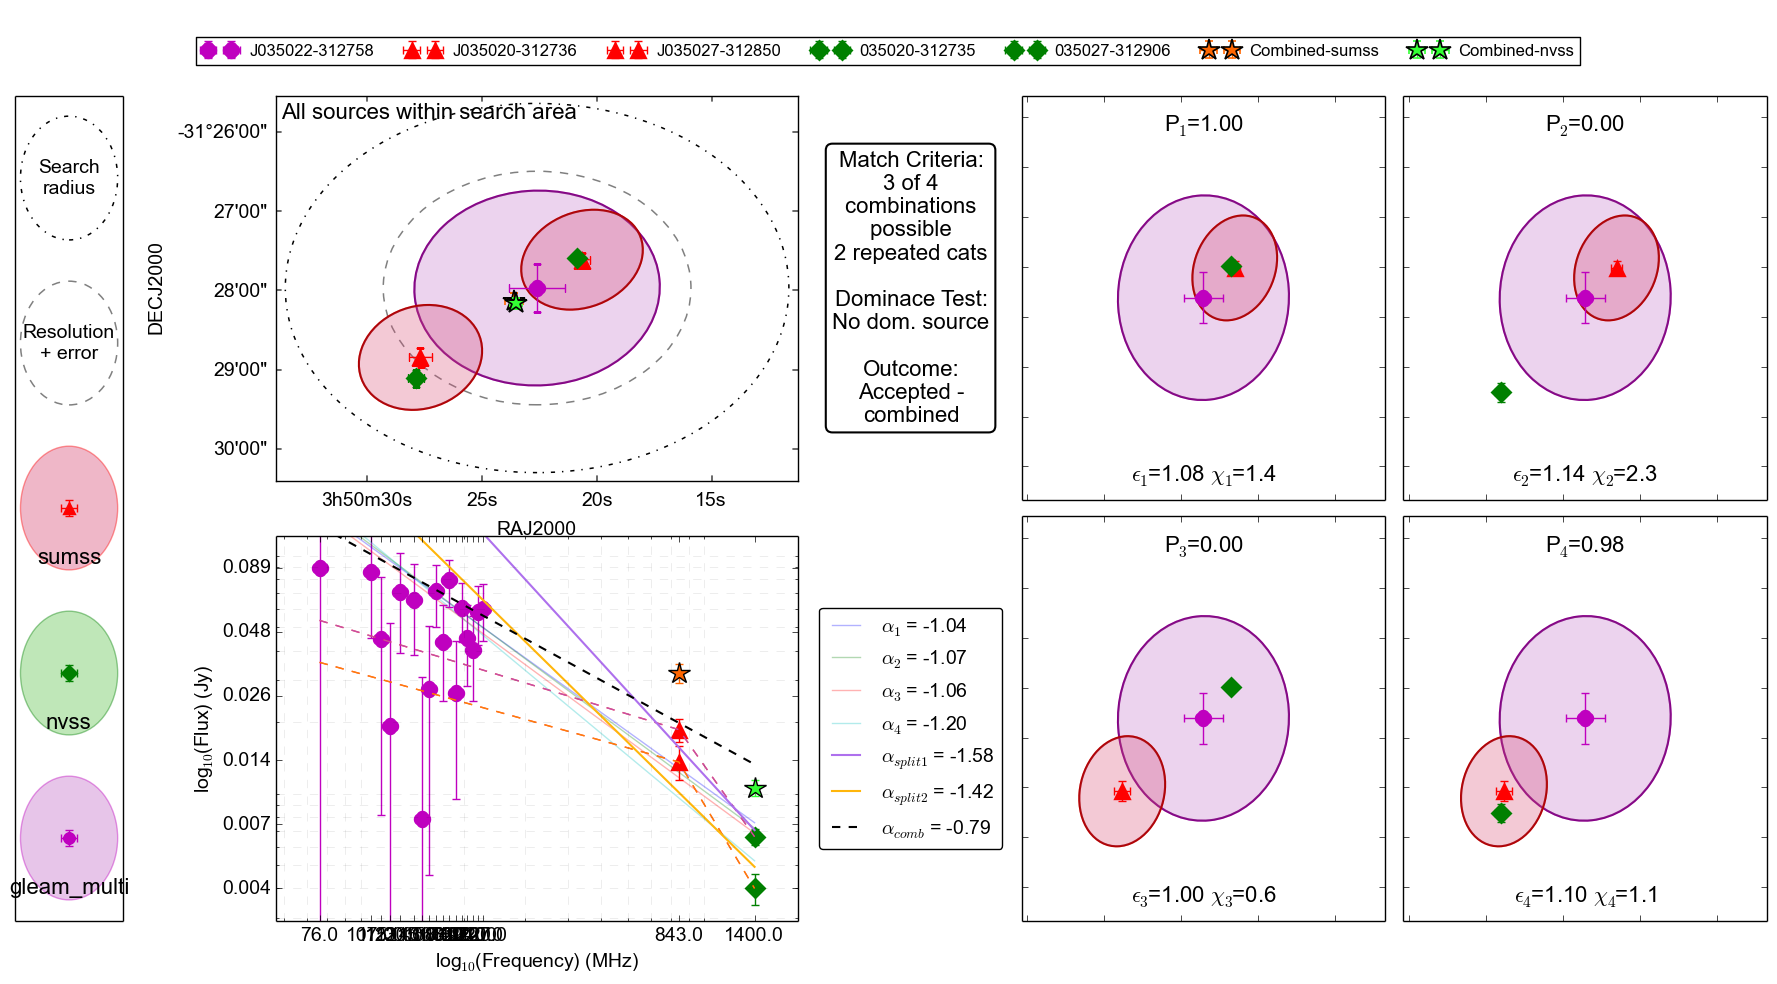 J035022-312758
J035020-312736
J035027-312850
035020-312735
035027-312906
Combined-sumss
Combined-nvss
Search
radius
Resolution
+ error
sumss
nvss
gleam_multi
All sources within search area
-31°26'00"
27'00"
28'00"
29'00"
30'00"
DECJ2000
3h50m30s
25s
20s
15s
RAJ2000
Match Criteria:
3 of 4
combinations
possible
2 repeated cats
Dominace Test:
No dom. source
Outcome:
Accepted -
combined
P1=1.00
ϵ1=1.08 χ1=1.4
P2=0.00
ϵ2=1.14 χ2=2.3
P3=0.00
ϵ3=1.00 χ3=0.6
P4=0.98
ϵ4=1.10 χ4=1.1
0.089
0.048
0.026
0.014
0.007
0.004
log10(Flux) (Jy)
76.0
843.0
1400.0
log10(Frequency) (MHz)
α1 = -1.04
α2 = -1.07
α3 = -1.06
α4 = -1.20
αsplit1 = -1.58
αsplit2 = -1.42
αcomb = -0.79